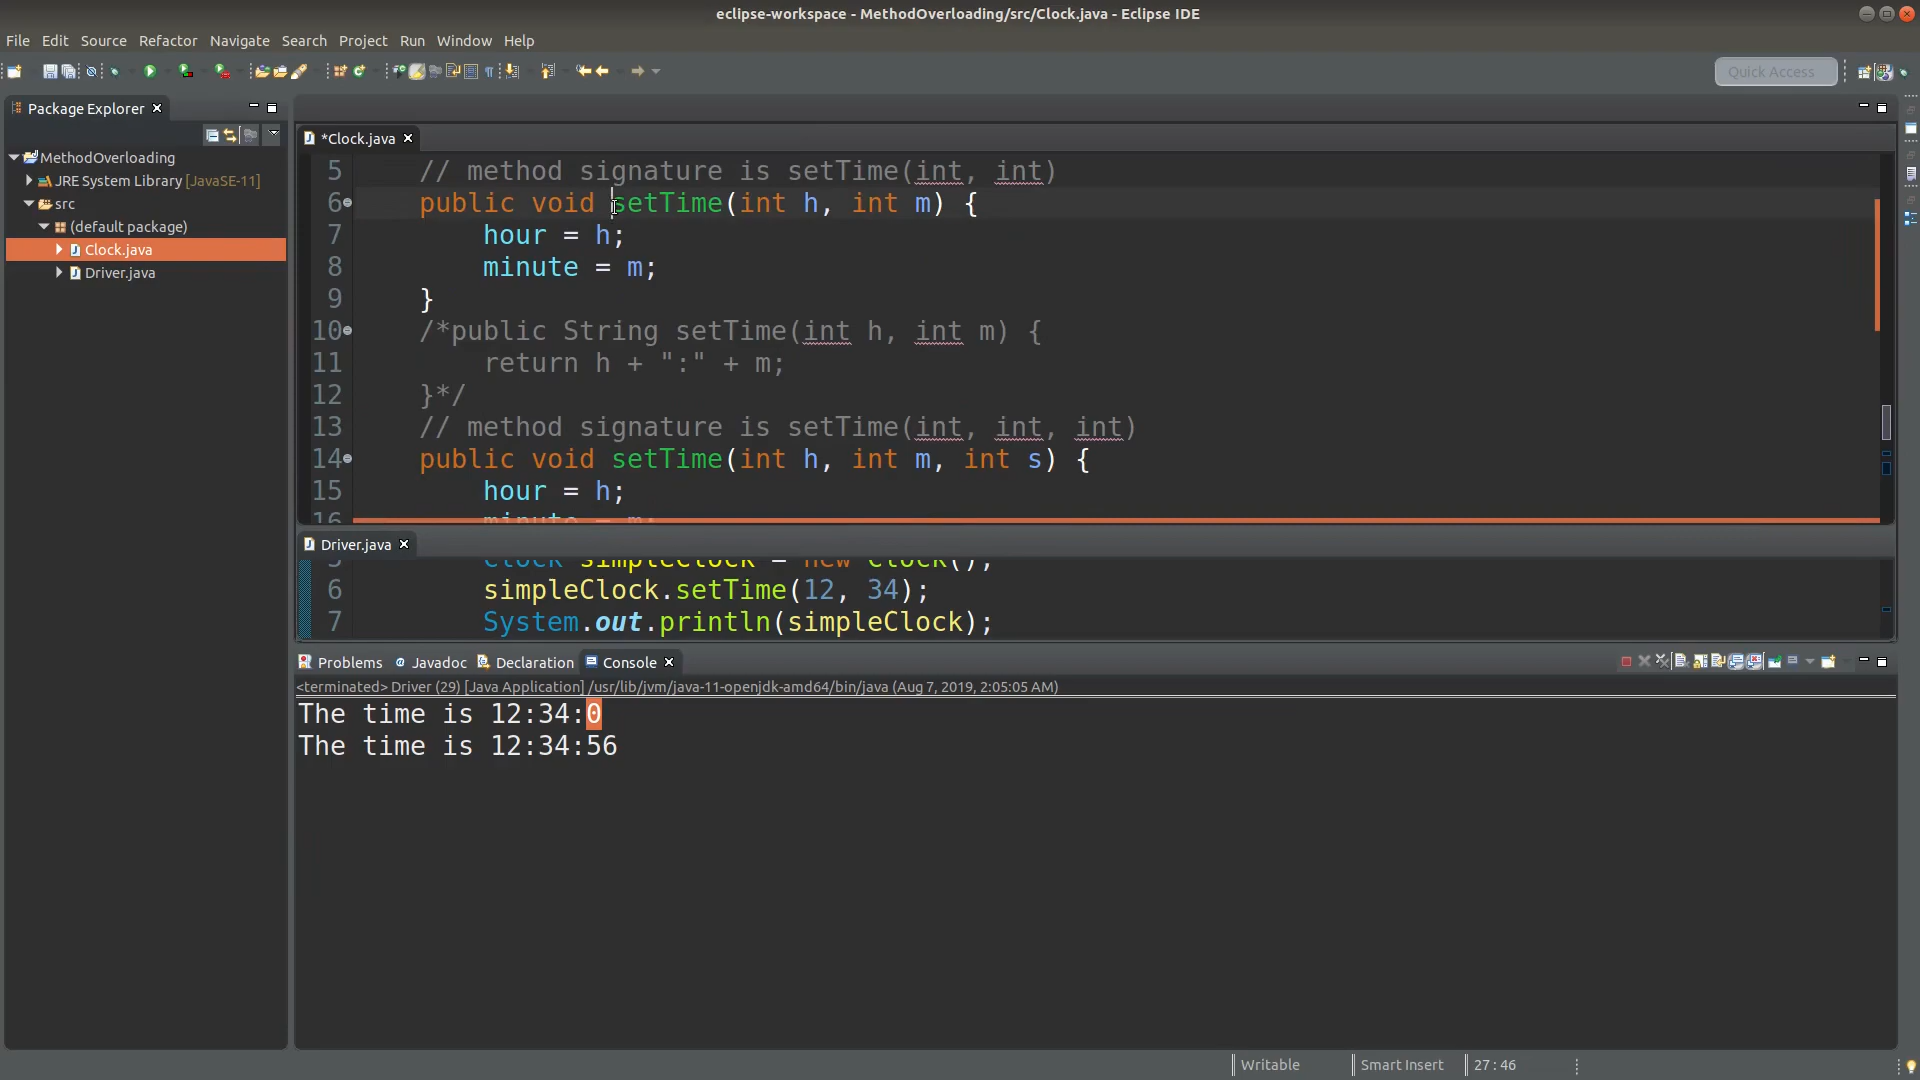 eclipse-workspace - MethodOverloading/src/Clock.java - Eclipse IDE
File Edit Source Refactor Navigate Search Project Run Window Help
Quick Access
Package Explorer
MethodOverloading
JRE System Library [JavaSE-11]
src
(default package)
Clock.java
Driver.java
*Clock.java
5 // method signature is setTime(int, int)
6 public void setTime(int h, int m) {
7 hour = h;
8 minute = m;
9 }
10 /*public String setTime(int h, int m) {
11 return h + ":" + m;
12 }*/
13 // method signature is setTime(int, int, int)
14 public void setTime(int h, int m, int s) {
15 hour = h;
16 minute = m;
Driver.java
5 Clock simpleClock = new Clock();
6 simpleClock.setTime(12, 34);
7 System.out.println(simpleClock);
Problems Javadoc Declaration Console
<terminated> Driver (29) [Java Application] /usr/lib/jvm/java-11-openjdk-amd64/bin/java (Aug 7, 2019, 2:05:05 AM)
The time is 12:34:0
The time is 12:34:56
Writable Smart Insert 27:46